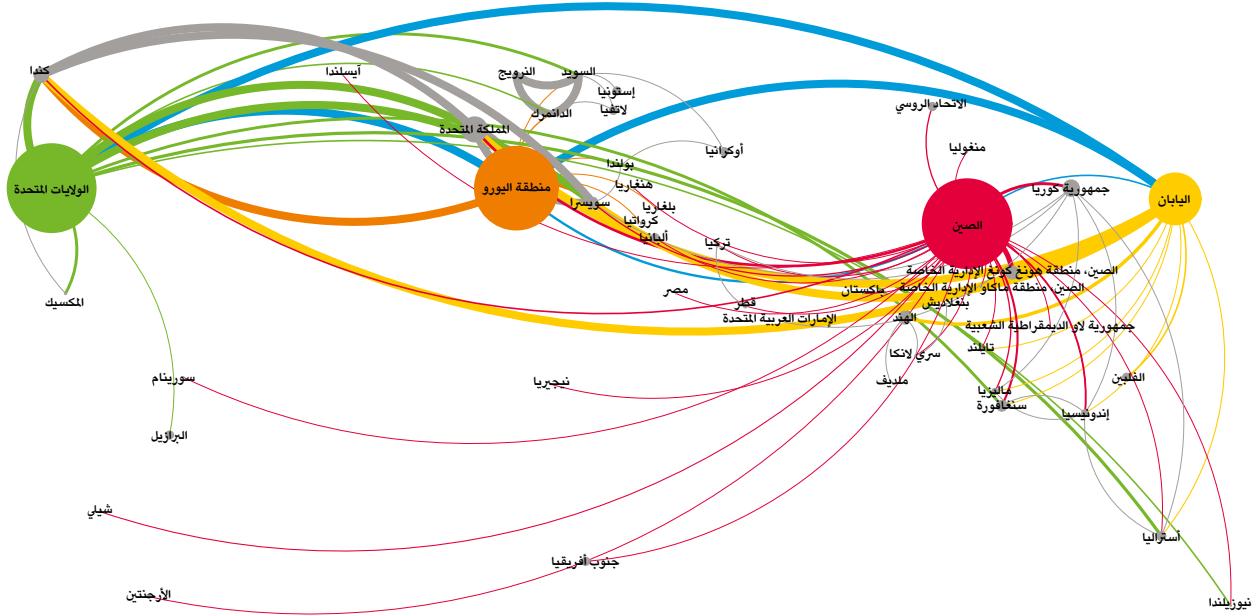 كندا
آيسلندا
النرويج
السويد
إستونيا
لاتفيا
الدانمرك
المملكة المتحدة
الاتحاد الروسي
منغوليا
أوكرانيا
بولندا
هنغاريا
الولايات المتحدة
منطقة اليورو
سويسرا
بلغاريا
كرواتيا
ألبانيا
تركيا
جمهورية كوريا
اليابان
الصين
الصين، منطقة هونغ كونغ الإدارية الخاصة
الصين، منطقة ماكاو الإدارية الخاصة
باكستان
بنغلاديش
مصر
قطر
الإمارات العربية المتحدة
الهند
جمهورية لاو الديمقراطية الشعبية
المكسيك
تايلند
سري لانكا
ملديف
الفلبين
ماليزيا
سنغافورة
إندونيسيا
سورينام
نيجيريا
البرازيل
شيلي
أستراليا
جنوب أفريقيا
الأرجنتين
نيوزيلندا